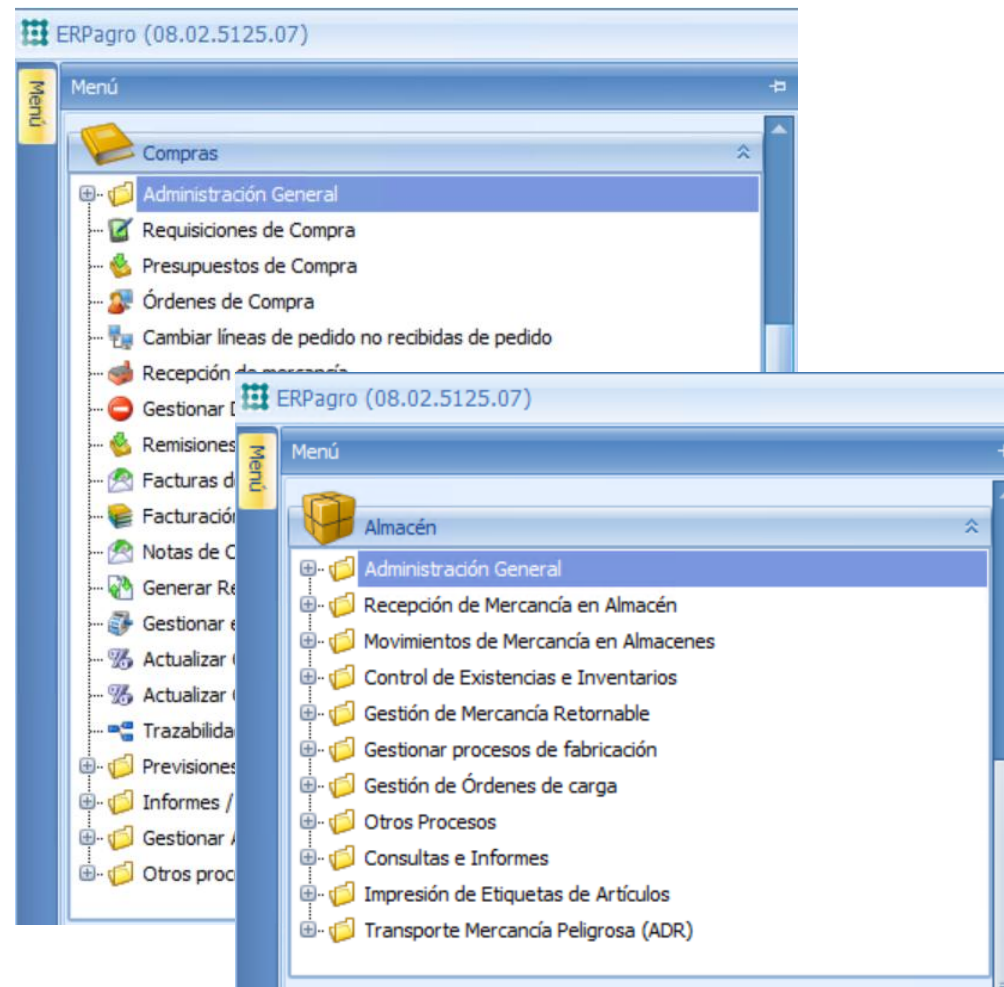 ERPagro (08.02.5125.07)
Menú
Menú
Compras
Administración General
Requisiciones de Compra
Presupuestos de Compra
Órdenes de Compra
Cambiar líneas de pedido no recibidas de pedido
Recepción de mercancía
Gestionar
Remisiones
Facturas
Facturación
Notas de
Generar
Gestionar
Actualizar
Actualizar
Previsiones
Informes /
Gestionar
Otros
ERPagro (08.02.5125.07)
Menú
Menú
Almacén
Administración General
Recepción de Mercancía en Almacén
Movimientos de Mercancía en Almacenes
Control de Existencias e Inventarios
Gestión de Mercancía Retornable
Gestionar procesos de fabricación
Gestión de Órdenes de carga
Otros Procesos
Consultas e Informes
Impresión de Etiquetas de Artículos
Transporte Mercancía Peligrosa (ADR)